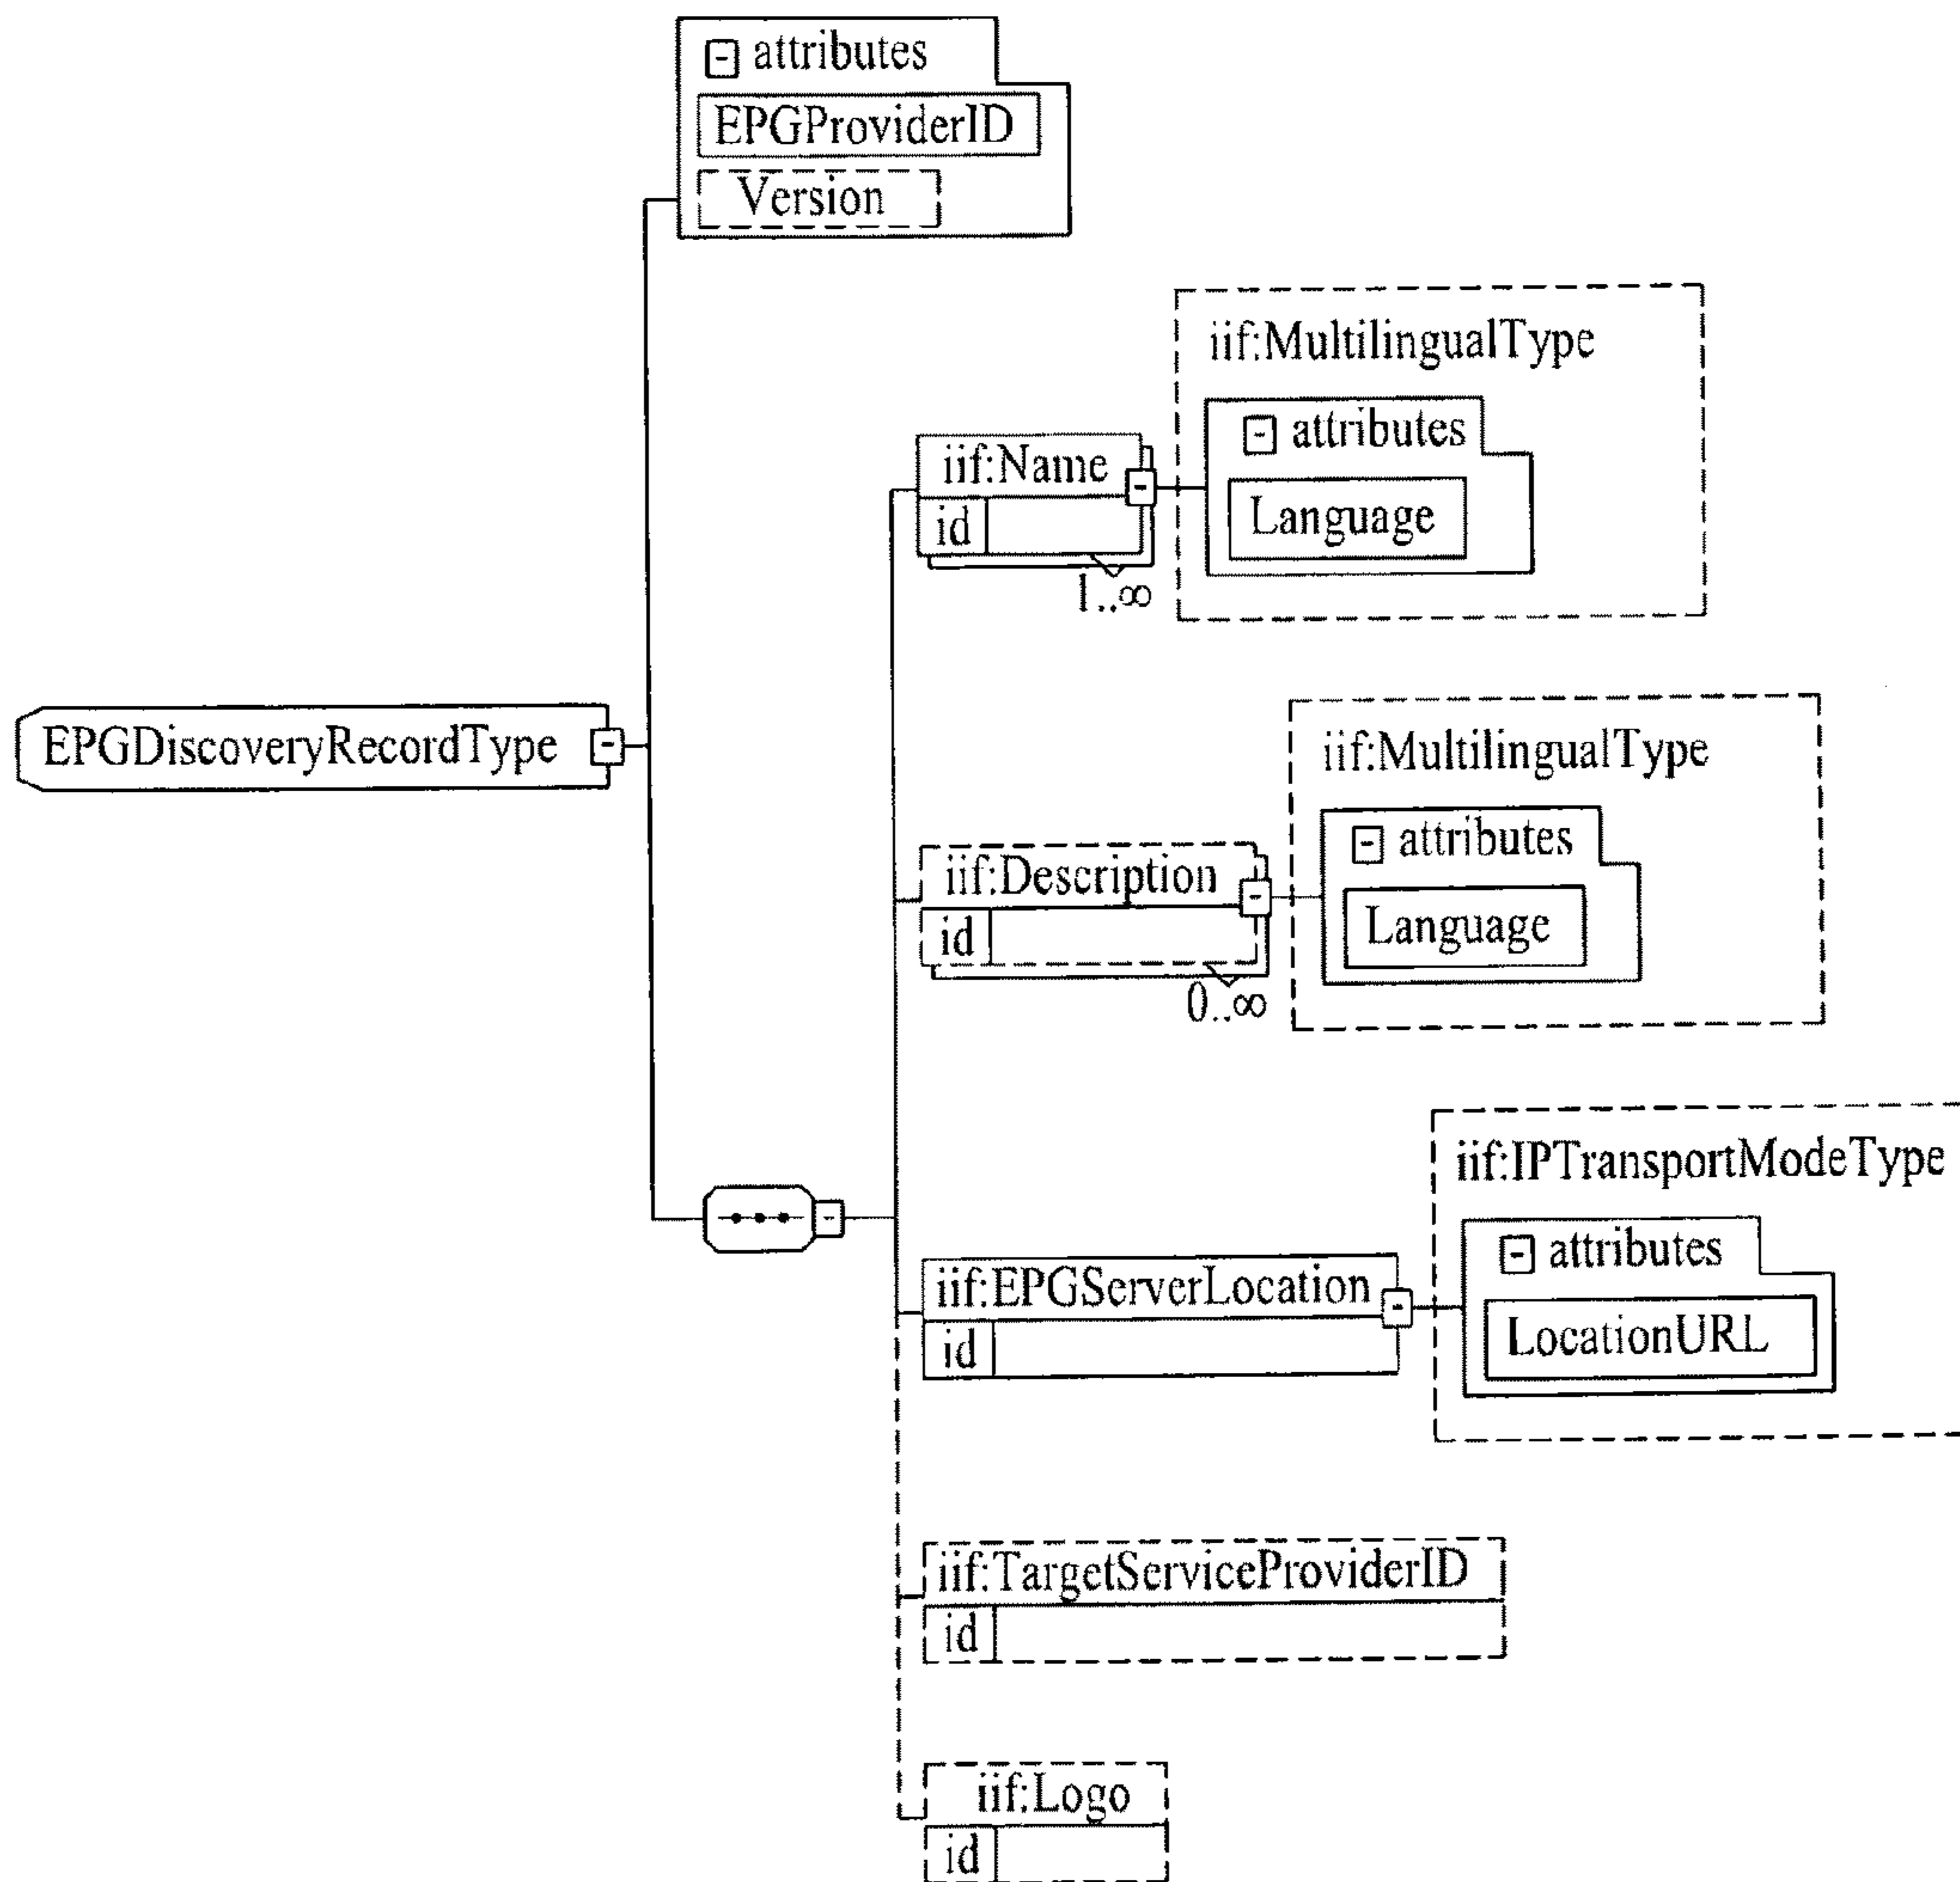 attributes
EPGProviderID
Version
iif:MultilingualType
attributes
iif:Name
Language
id
1..∞
EPGDiscoveryRecordType
iif:MultilingualType
attributes
iif:Description
Language
id
0..∞
iif:IPTransportModeType
attributes
iif:EPGServerLocation
LocationURL
id
iif:TargetServiceProviderID
id
iif:Logo
id